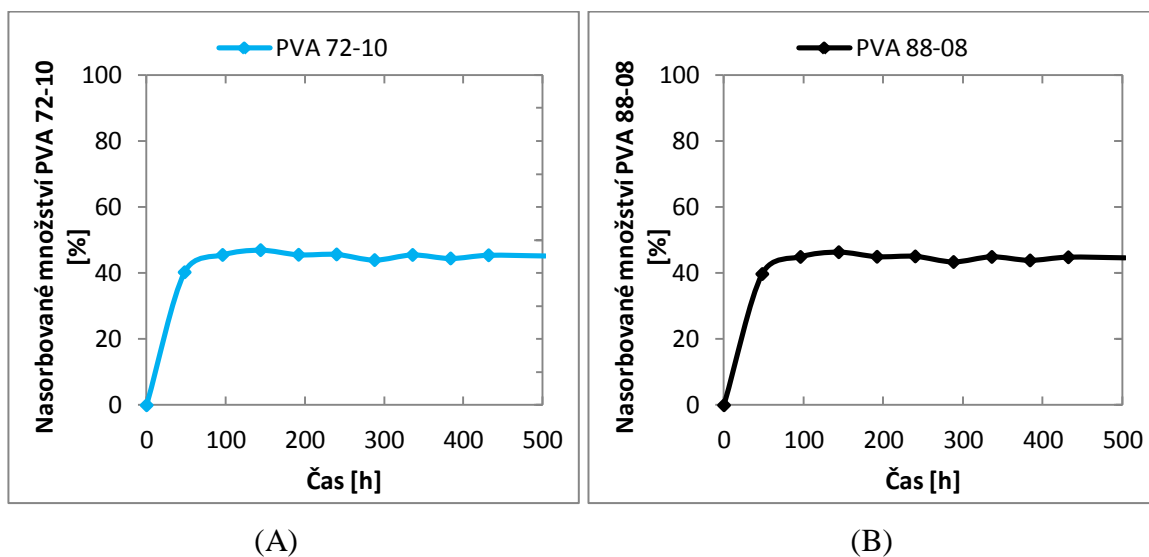 PVA 72-10
Nasorbované množství PVA 72-10
[%]
100
80
60
40
20
0
0 100 200 300 400 500
Čas [h]
(A)
PVA 88-08
Nasorbované množství PVA 88-08
[%]
100
80
60
40
20
0
0 100 200 300 400 500
Čas [h]
(B)